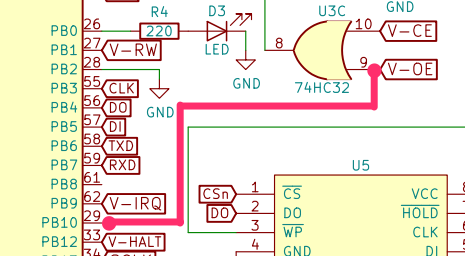 R4 D3 U3C GND
PB0 26 220 10 V-CE
PB1 27 V-RW LED 8
PB2 28 GND 9 V-OE
PB3 55 CLK GND 74HC32
PB4 56 DO
PB5 57 DI
PB6 58 TXD
PB7 59 RXD U5
PB8 61 CSn 1 CS VCC
PB9 62 V-IRQ DO 2 DO HOLD
PB10 29 3 WP CLK
PB12 33 V-HALT 4 GND DI